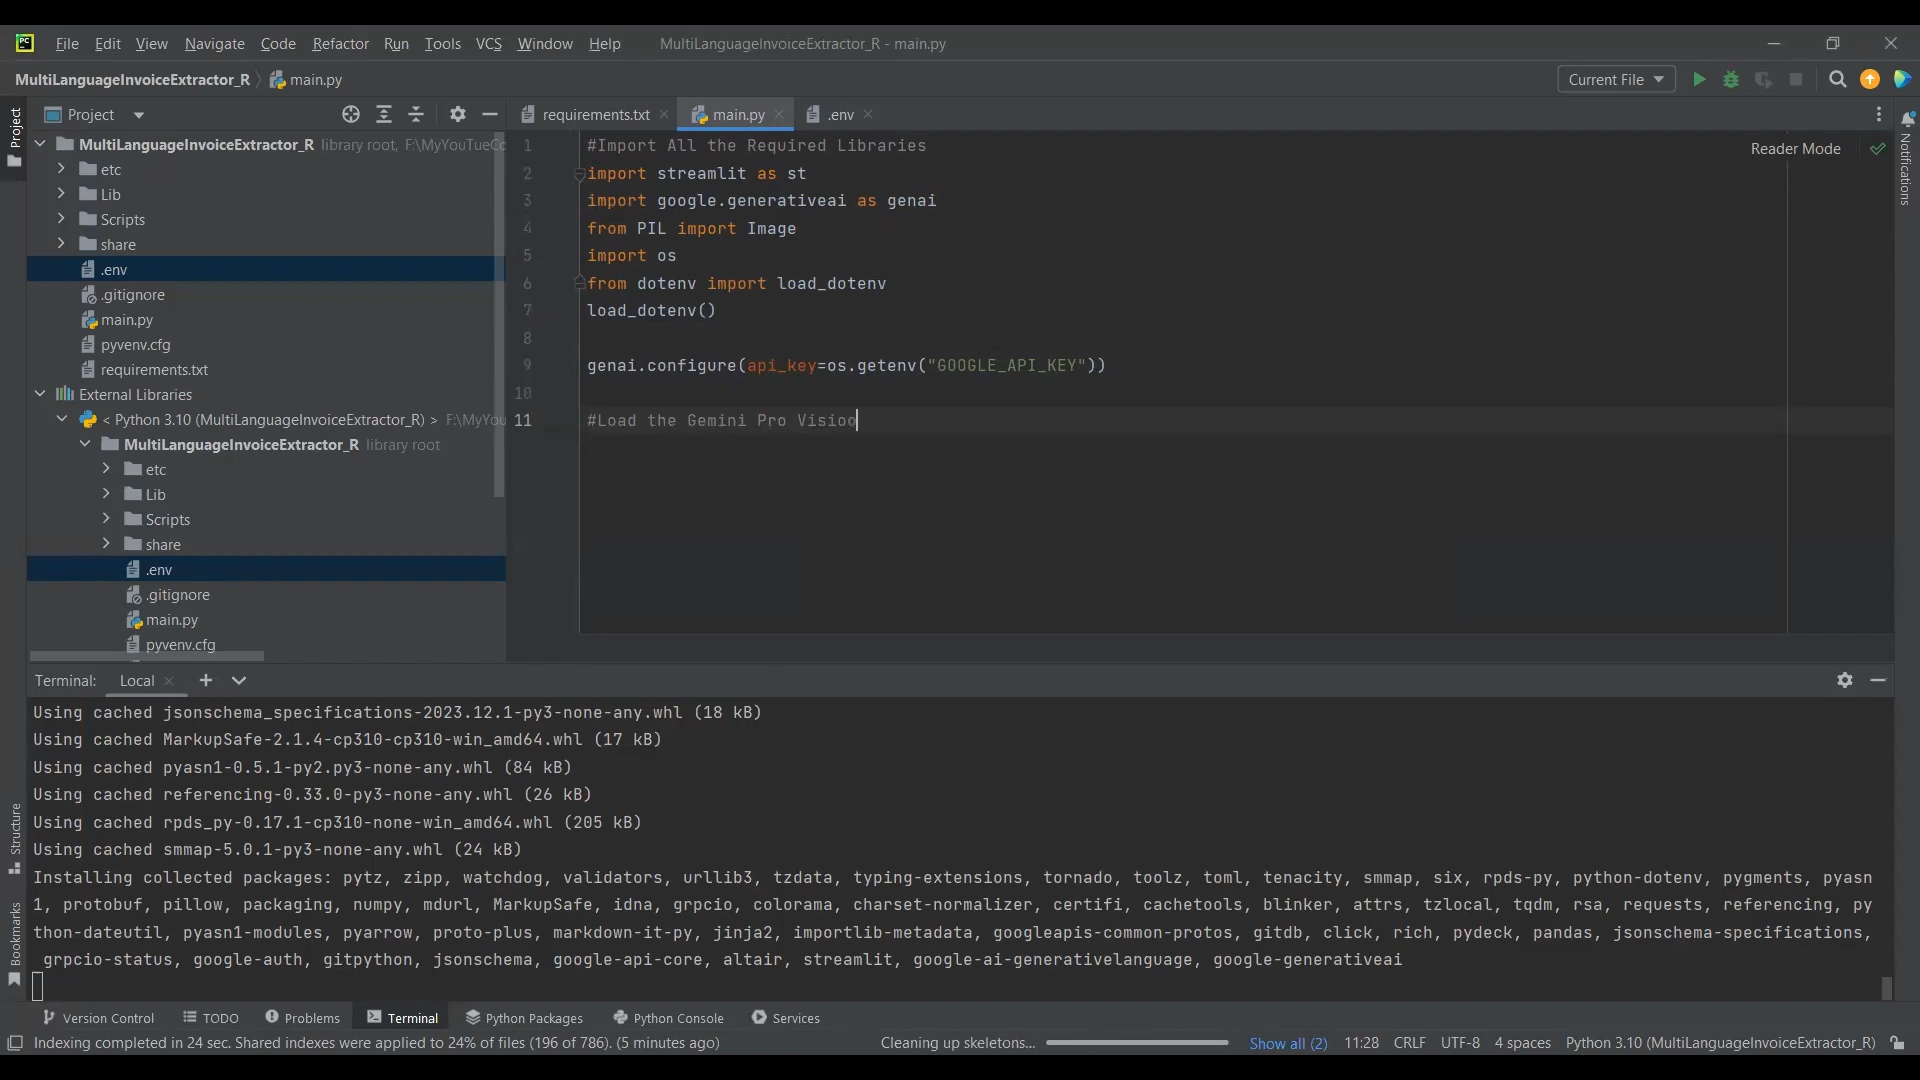 File Edit View Navigate Code Refactor Run Tools VCS Window Help MultiLanguageInvoiceExtractor_R - main.py
MultiLanguageInvoiceExtractor_R main.py Current File
Project requirements.txt main.py .env
MultiLanguageInvoiceExtractor_R library root, F:\MyYouTueCo
etc
Lib
Scripts
share
.env
.gitignore
main.py
pyvenv.cfg
requirements.txt
External Libraries
< Python 3.10 (MultiLanguageInvoiceExtractor_R) > F:\MyYou
MultiLanguageInvoiceExtractor_R library root
etc
Lib
Scripts
share
.env
.gitignore
main.py
pyvenv.cfg
1 #Import All the Required Libraries
2 import streamlit as st
3 import google.generativeai as genai
4 from PIL import Image
5 import os
6 from dotenv import load_dotenv
7 load_dotenv()
8
9 genai.configure(api_key=os.getenv("GOOGLE_API_KEY"))
10
11 #Load the Gemini Pro Visioo
Reader Mode
Project
Notifications
Structure
Bookmarks
Terminal: Local
Using cached jsonschema_specifications-2023.12.1-py3-none-any.whl (18 kB)
Using cached MarkupSafe-2.1.4-cp310-cp310-win_amd64.whl (17 kB)
Using cached pyasn1-0.5.1-py2.py3-none-any.whl (84 kB)
Using cached referencing-0.33.0-py3-none-any.whl (26 kB)
Using cached rpds_py-0.17.1-cp310-none-win_amd64.whl (205 kB)
Using cached smmap-5.0.1-py3-none-any.whl (24 kB)
Installing collected packages: pytz, zipp, watchdog, validators, urllib3, tzdata, typing-extensions, tornado, toolz, toml, tenacity, smmap, six, rpds-py, python-dotenv, pygments, pyasn
1, protobuf, pillow, packaging, numpy, mdurl, MarkupSafe, idna, grpcio, colorama, charset-normalizer, certifi, cachetools, blinker, attrs, tzlocal, tqdm, rsa, requests, referencing, py
thon-dateutil, pyasn1-modules, pyarrow, proto-plus, markdown-it-py, jinja2, importlib-metadata, googleapis-common-protos, gitdb, click, rich, pydeck, pandas, jsonschema-specifications,
grpcio-status, google-auth, gitpython, jsonschema, google-api-core, altair, streamlit, google-ai-generativelanguage, google-generativeai
Version Control TODO Problems Terminal Python Packages Python Console Services
Indexing completed in 24 sec. Shared indexes were applied to 24% of files (196 of 786). (5 minutes ago) Cleaning up skeletons... Show all (2) 11:28 CRLF UTF-8 4 spaces Python 3.10 (MultiLanguageInvoiceExtractor_R)